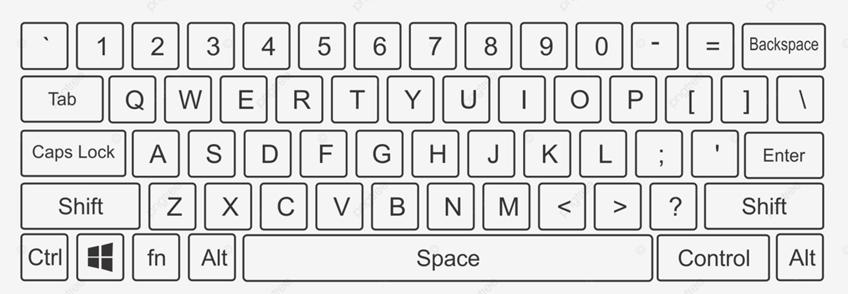 ` 1 2 3 4 5 6 7 8 9 0 - = Backspace
Tab Q W E R T Y U I O P [ ] \
Caps Lock A S D F G H J K L ; ' Enter
Shift Z X C V B N M < > ? Shift
Ctrl fn Alt Space Control Alt